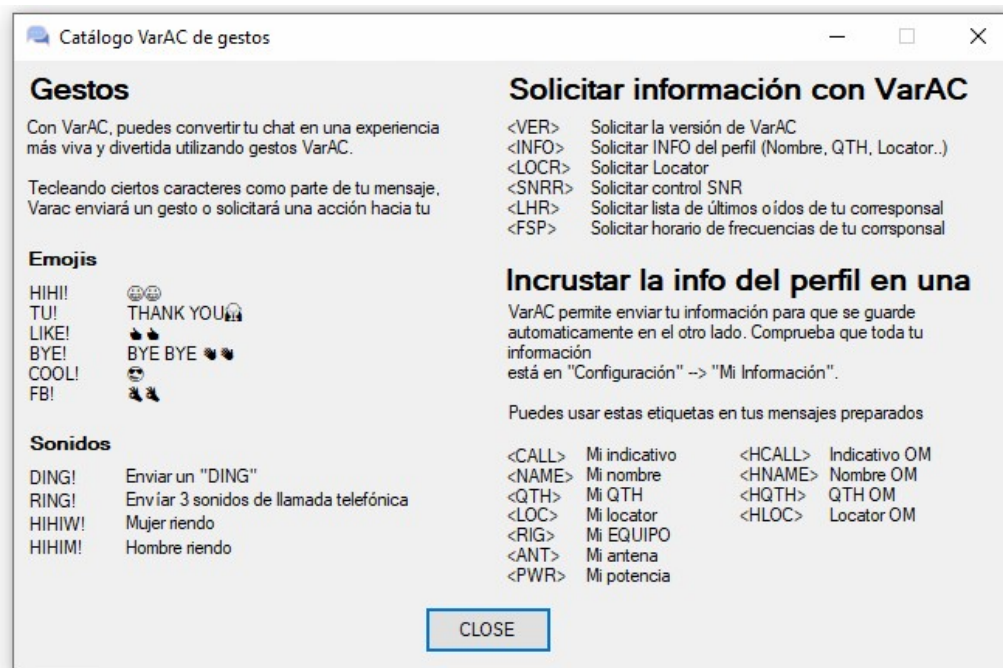 Catálogo VarAC de gestos
Gestos
Con VarAC, puedes convertir tu chat en una experiencia
más viva y divertida utilizando gestos VarAC.
Tecleando ciertos caracteres como parte de tu mensaje,
Varac enviará un gesto o solicitará una acción hacia tu
Emojis
HIHI! 😀😀
TU! THANK YOU🙏
LIKE! 👍👍
BYE! BYE BYE 👋👋
COOL! 😎
FB! 👌👌
Sonidos
DING! Enviar un "DING"
RING! Envíar 3 sonidos de llamada telefónica
HIHIW! Mujer riendo
HIHIM! Hombre riendo
Solicitar información con VarAC
<VER> Solicitar la versión de VarAC
<INFO> Solicitar INFO del perfil (Nombre, QTH, Locator..)
<LOCR> Solicitar Locator
<SNRR> Solicitar control SNR
<LHR> Solicitar lista de últimos oídos de tu corresponsal
<FSP> Solicitar horario de frecuencias de tu corrsponsal
Incrustar la info del perfil en una
VarAC permite enviar tu información para que se guarde
automaticamente en el otro lado. Comprueba que toda tu
información
está en "Configuración" --> "Mi Información".
Puedes usar estas etiquetas en tus mensajes preparados
<CALL> Mi indicativo <HCALL> Indicativo OM
<NAME> Mi nombre <HNAME> Nombre OM
<QTH> Mi QTH <HQTH> QTH OM
<LOC> Mi locator <HLOC> Locator OM
<RIG> Mi EQUIPO
<ANT> Mi antena
<PWR> Mi potencia
CLOSE